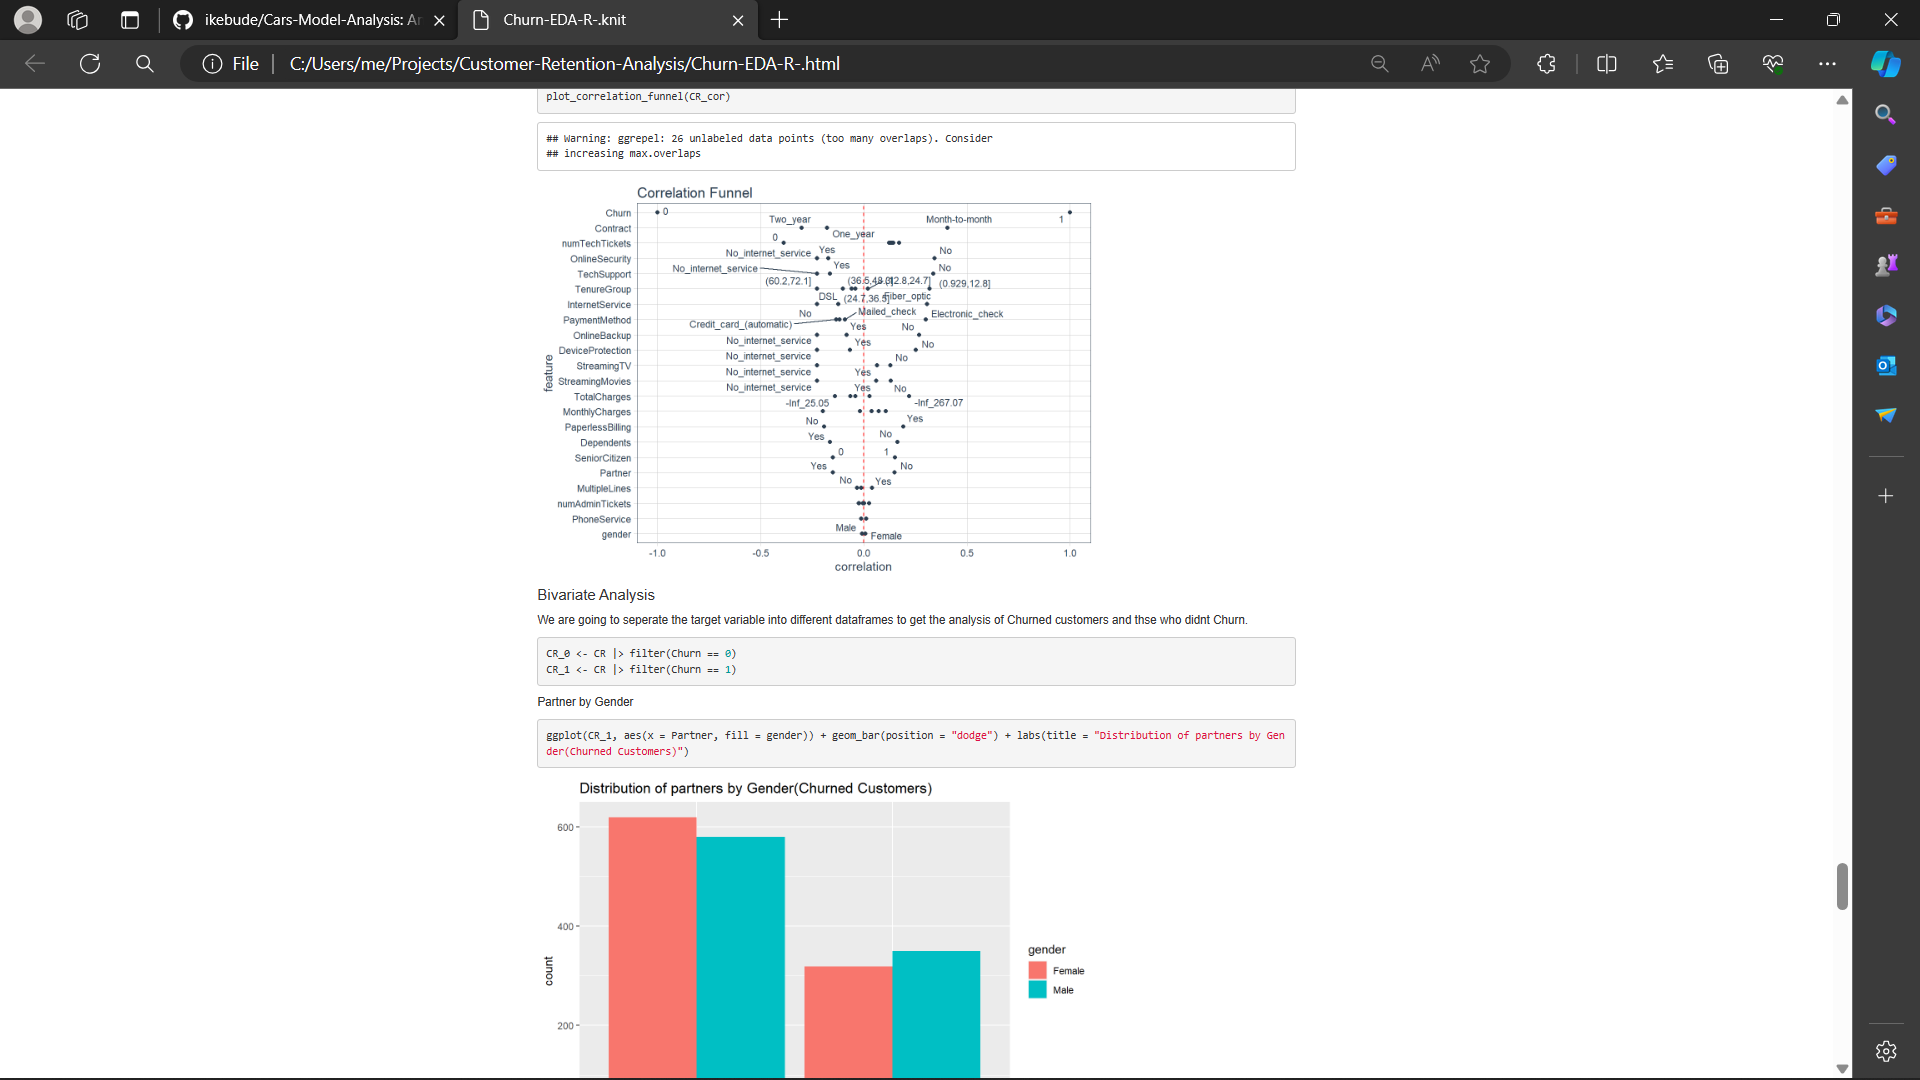 ikebude/Cars-Model-Analysis: Ar
Churn-EDA-R-.knit
File
C:/Users/me/Projects/Customer-Retention-Analysis/Churn-EDA-R-.html
plot_correlation_funnel(CR_cor)
## Warning: ggrepel: 26 unlabeled data points (too many overlaps). Consider
## increasing max.overlaps
Correlation Funnel
Churn 0 1
Two_year Month-to-month
Contract
One_year
numTechTickets 0
No_internet_service Yes No
OnlineSecurity
No_internet_service Yes No
TechSupport
(60.2,72.1] (12.8,24.7] (0.929,12.8]
TenureGroup
DSL (24.7,36.5] Fiber_optic
InternetService
No Mailed_check Electronic_check
PaymentMethod
Credit_card_(automatic) Yes No
OnlineBackup
No_internet_service Yes No
DeviceProtection
No_internet_service No
StreamingTV
No_internet_service Yes
StreamingMovies
No_internet_service Yes No
TotalCharges
-Inf_25.05 -Inf_267.07
MonthlyCharges
No Yes
PaperlessBilling
Yes No
Dependents
0 1
SeniorCitizen
Yes No
Partner
No Yes
MultipleLines
numAdminTickets
PhoneService
Male
gender Female
-1.0 -0.5 0.0 0.5 1.0
correlation
feature
Bivariate Analysis
We are going to seperate the target variable into different dataframes to get the analysis of Churned customers and thse who didnt Churn.
CR_0 <- CR |> filter(Churn == 0)
CR_1 <- CR |> filter(Churn == 1)
Partner by Gender
ggplot(CR_1, aes(x = Partner, fill = gender)) + geom_bar(position = "dodge") + labs(title = "Distribution of partners by Gen
der(Churned Customers)")
Distribution of partners by Gender(Churned Customers)
600
400
200
count
gender
Female
Male